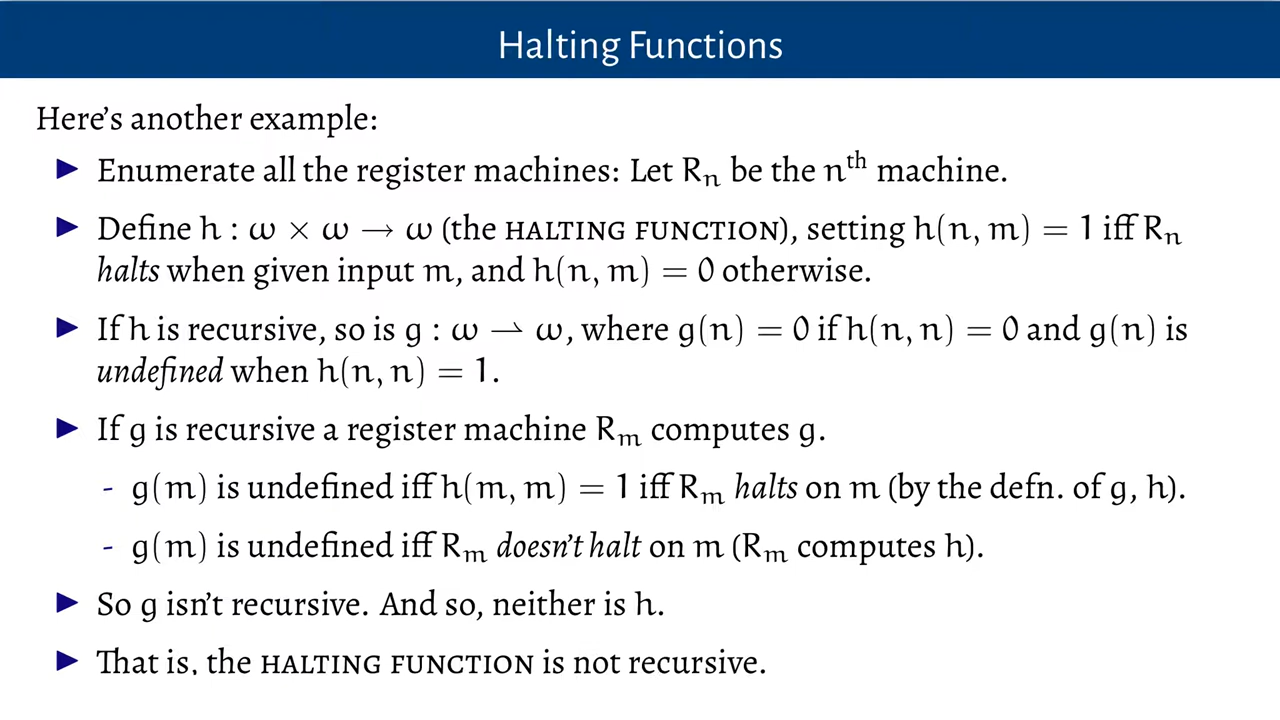 Halting Functions
Here's another example:
▶ Enumerate all the register machines: Let Rₙ be the nᵗʰ machine.
▶ Define h : ω × ω → ω (the HALTING FUNCTION), setting h(n, m) = 1 iff Rₙ
halts when given input m, and h(n, m) = 0 otherwise.
▶ If h is recursive, so is g : ω ⇀ ω, where g(n) = 0 if h(n, n) = 0 and g(n) is
undefined when h(n, n) = 1.
▶ If g is recursive a register machine Rₘ computes g.
- g(m) is undefined iff h(m, m) = 1 iff Rₘ halts on m (by the defn. of g, h).
- g(m) is undefined iff Rₘ doesn't halt on m (Rₘ computes h).
▶ So g isn't recursive. And so, neither is h.
▶ That is, the HALTING FUNCTION is not recursive.